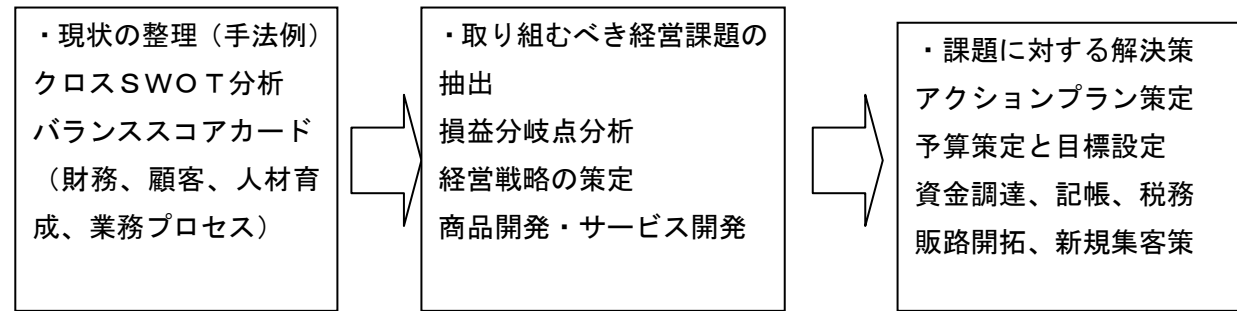 ・現状の整理（手法例）
クロスＳＷＯＴ分析
バランススコアカード
（財務、顧客、人材育
成、業務プロセス）
・取り組むべき経営課題の
抽出
損益分岐点分析
経営戦略の策定
商品開発・サービス開発
・課題に対する解決策
アクションプラン策定
予算策定と目標設定
資金調達、記帳、税務
販路開拓、新規集客策